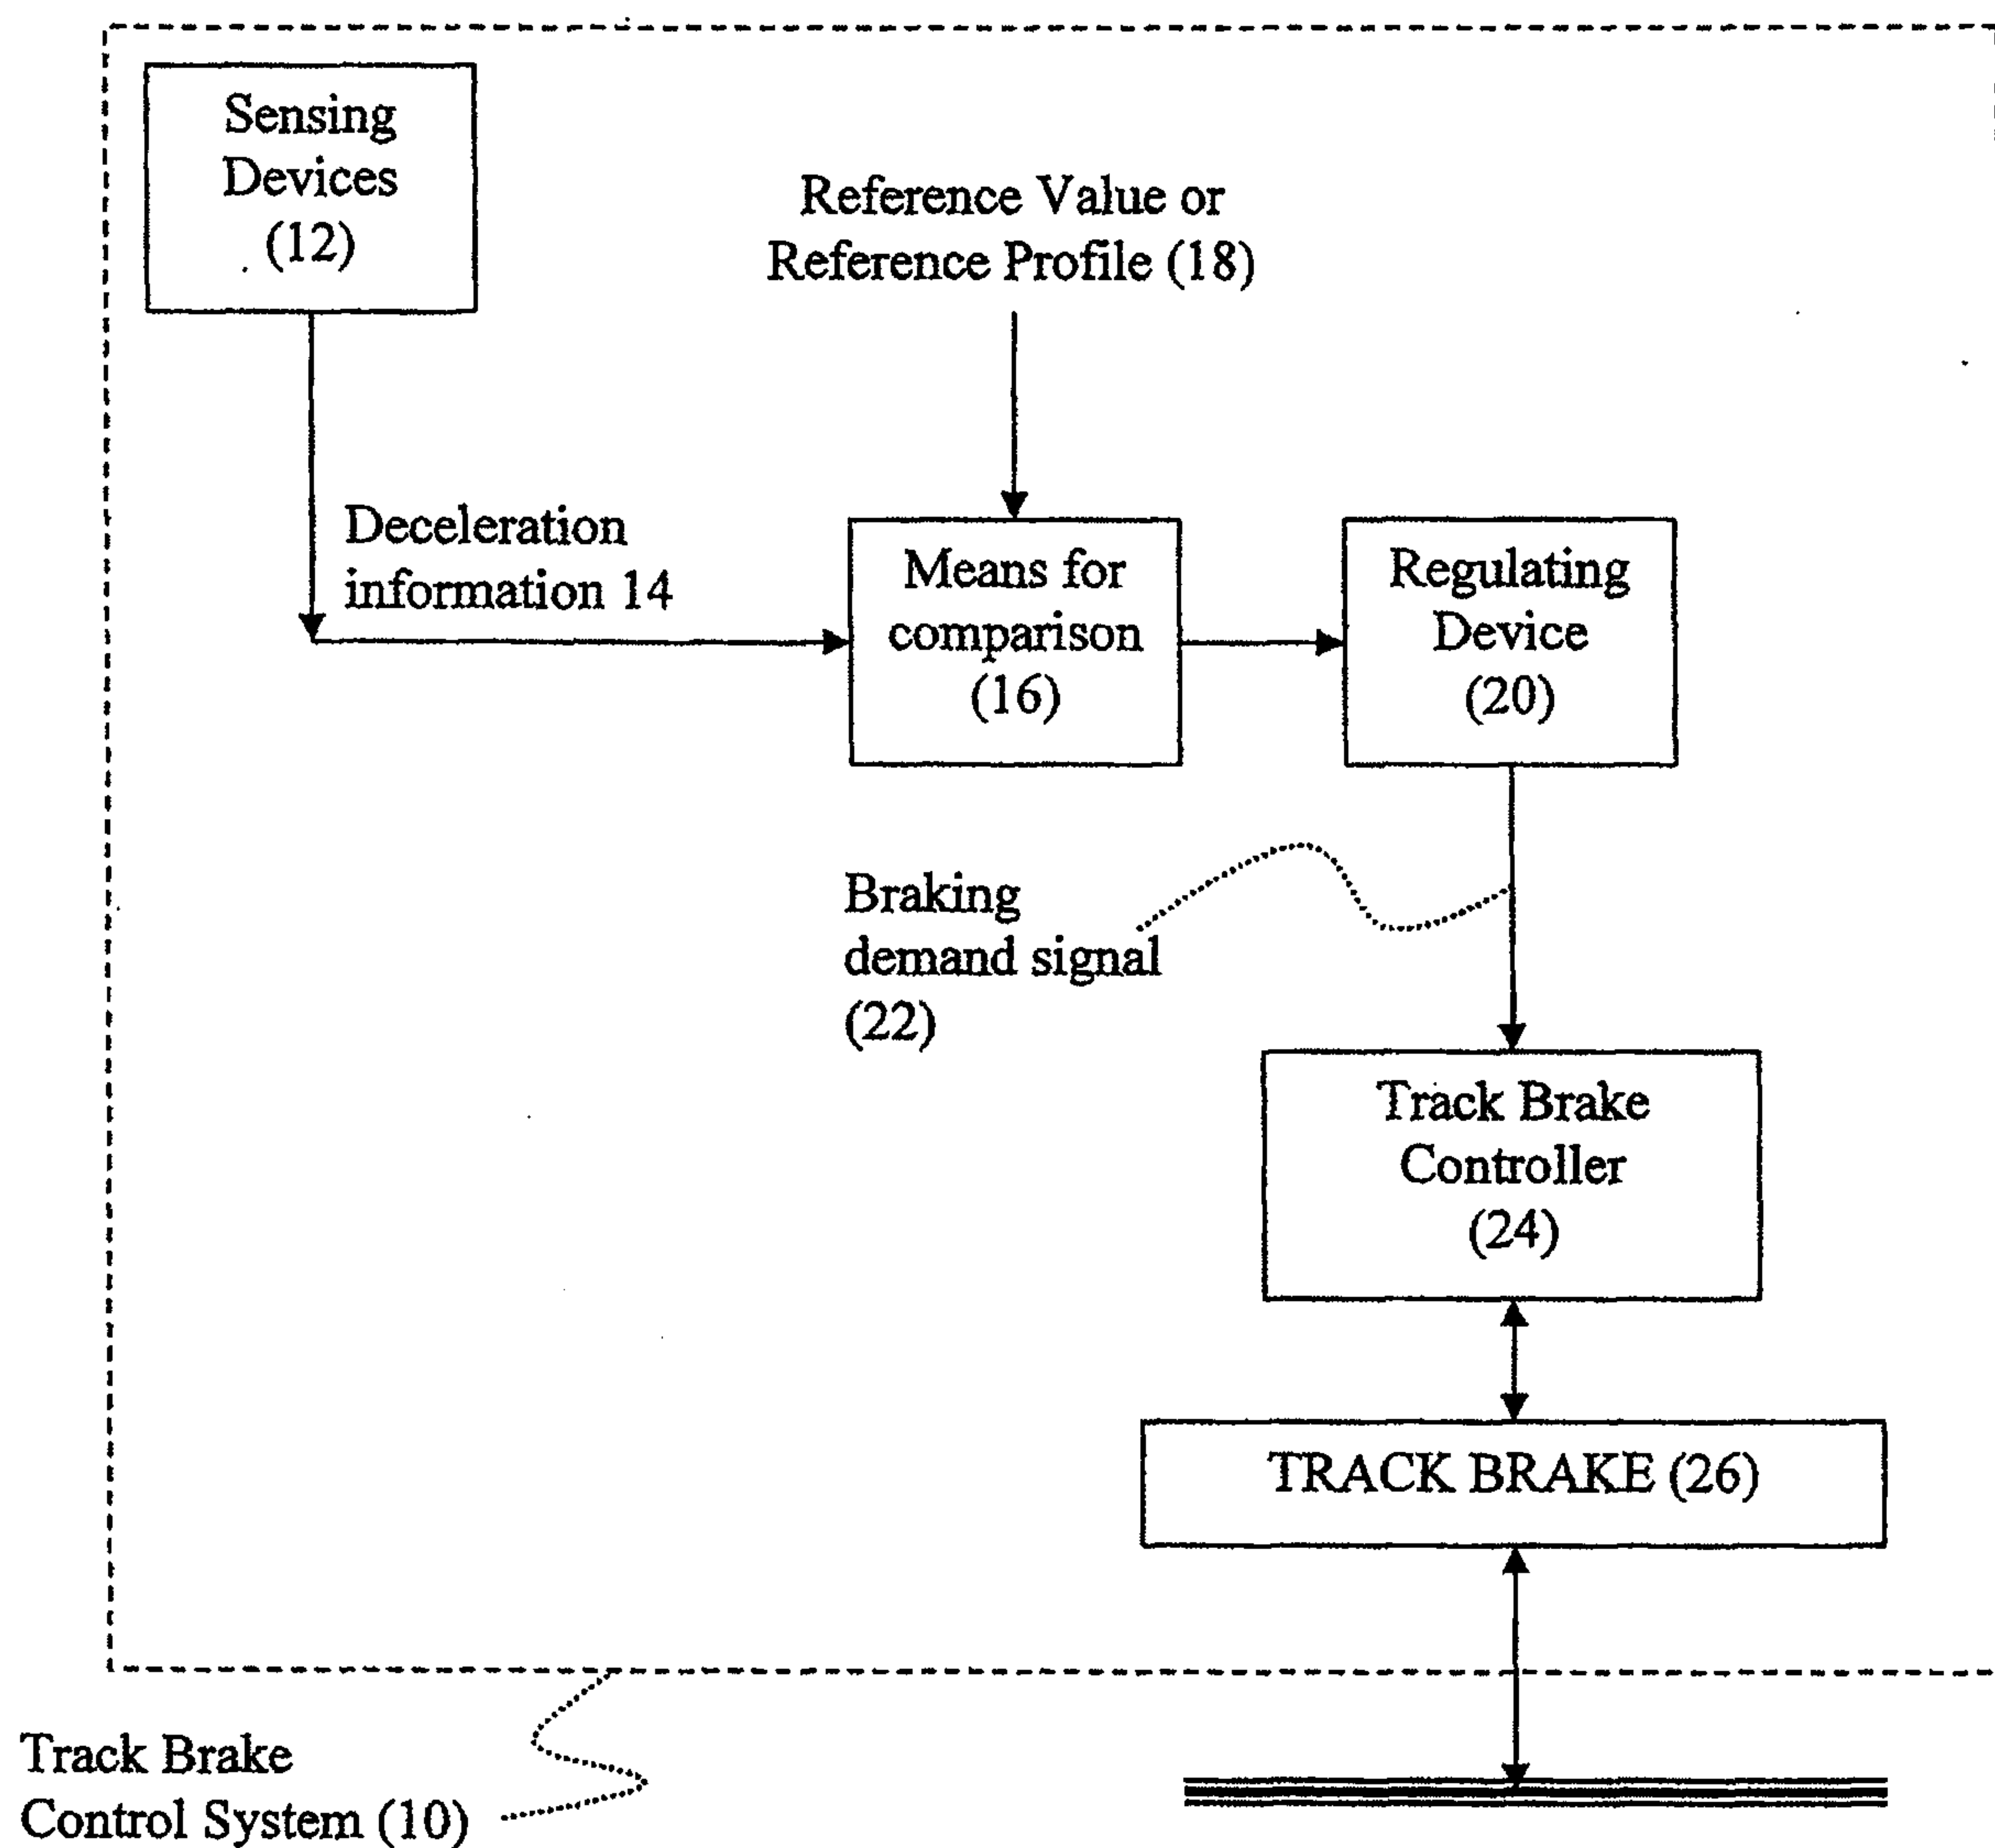 Sensing
Devices
(12)
Reference Value or
Reference Profile (18)
Deceleration
information 14
Means for
comparison
(16)
Regulating
Device
(20)
Braking
demand signal
(22)
Track Brake
Controller
(24)
TRACK BRAKE (26)
Track Brake
Control System (10)